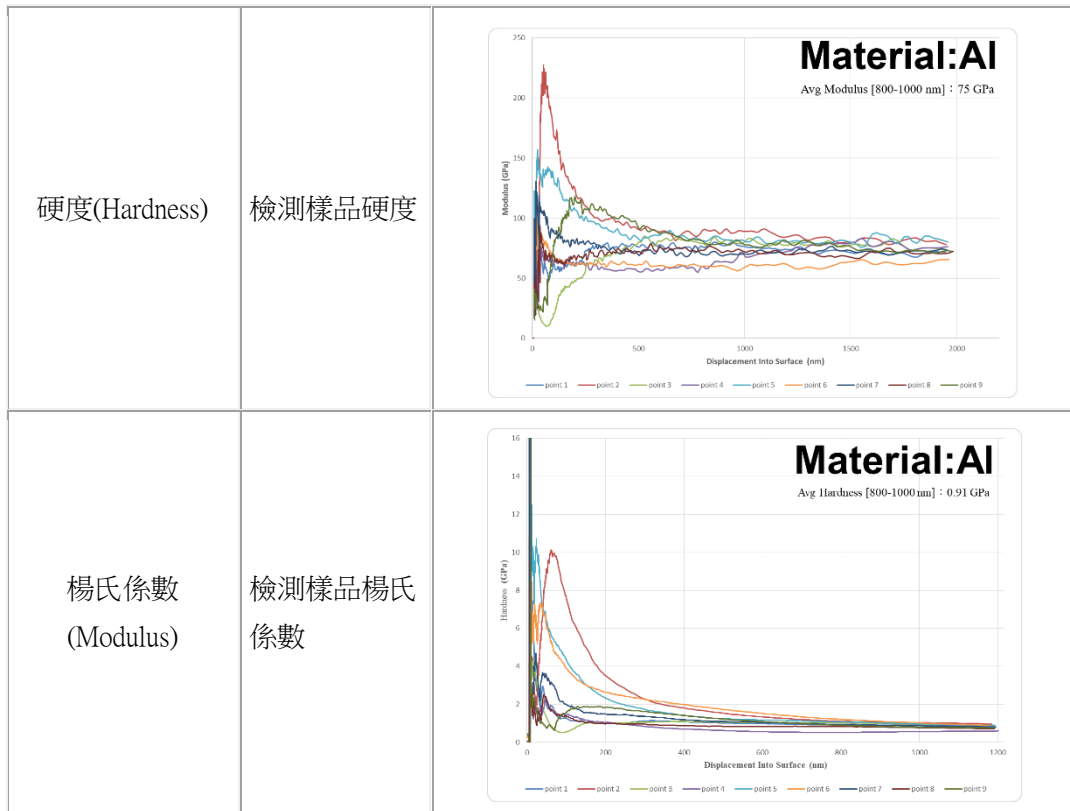 硬度(Hardness)
檢測樣品硬度
Material:Al
Avg Modulus [800-1000 nm]：75 GPa
Modulus (GPa)
250
200
150
100
50
0
0 500 1000 1500 2000
Displacement Into Surface (nm)
point 1 point 2 point 3 point 4 point 5 point 6 point 7 point 8 point 9
楊氏係數
(Modulus)
檢測樣品楊氏
係數
Material:Al
Avg Hardness [800-1000 nm]：0.91 GPa
Hardness (GPa)
16
14
12
10
8
6
4
2
0
0 200 400 600 800 1000 1200
Displacement Into Surface (nm)
point 1 point 2 point 3 point 4 point 5 point 6 point 7 point 8 point 9